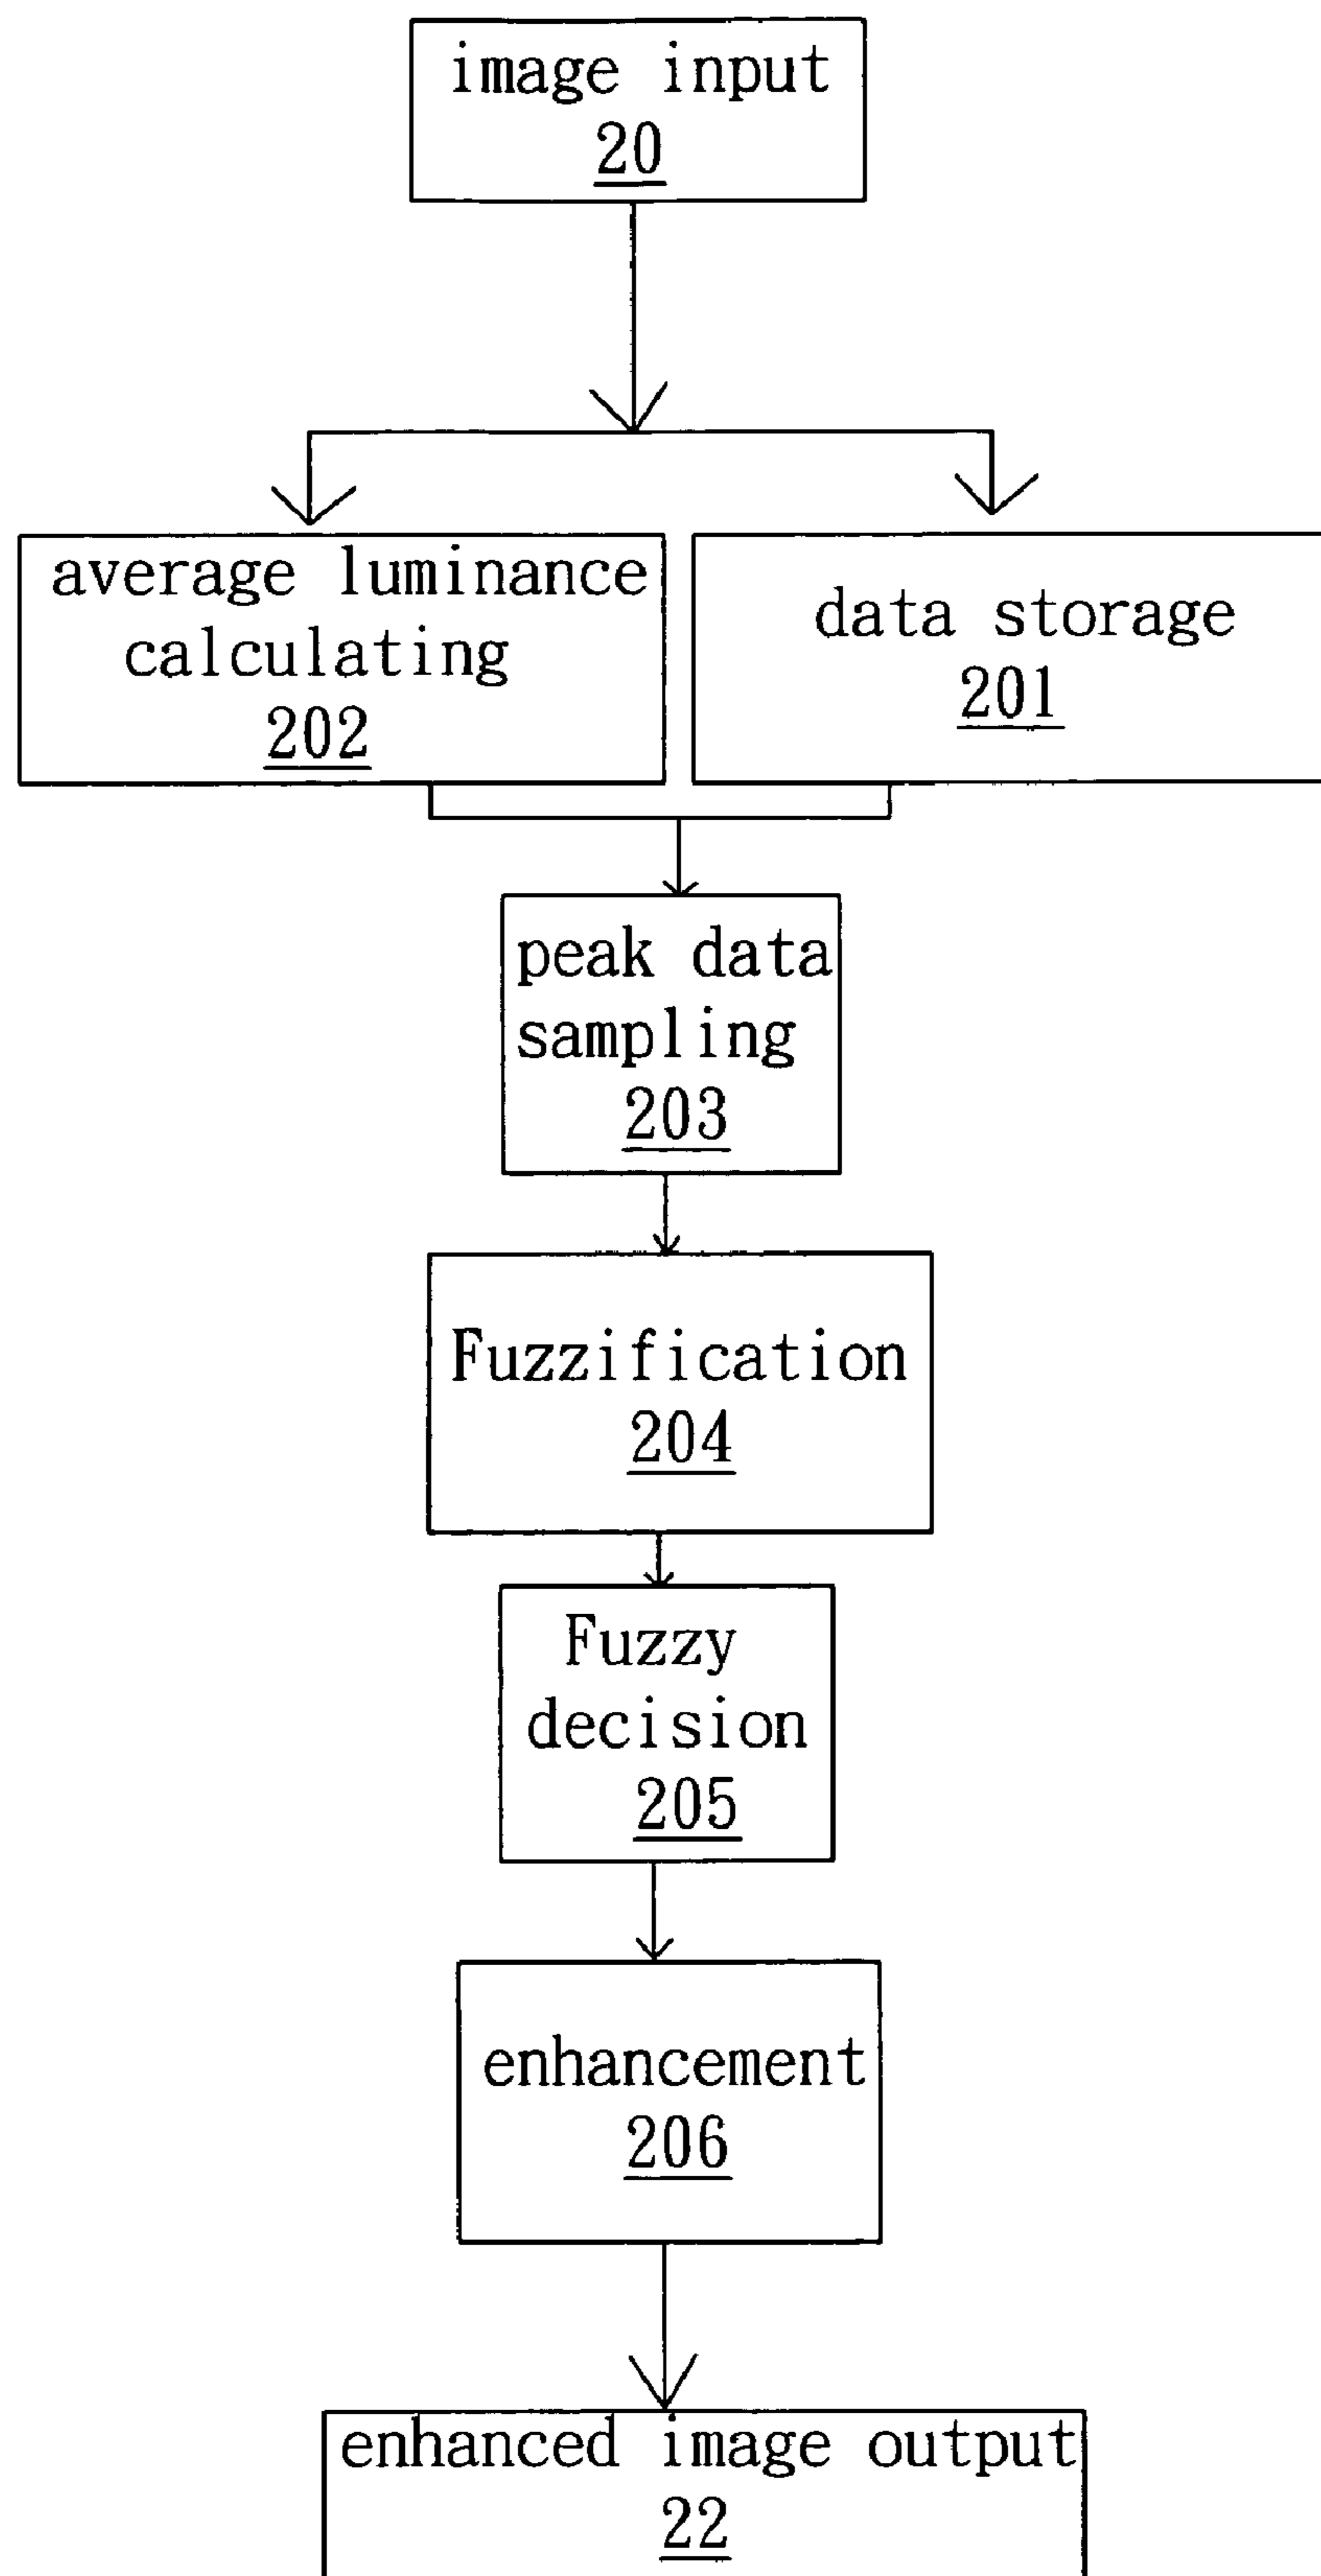 image input
20
average luminance
calculating
202
data storage
201
peak data
sampling
203
Fuzzification
204
Fuzzy
decision
205
enhancement
206
enhanced image output
22